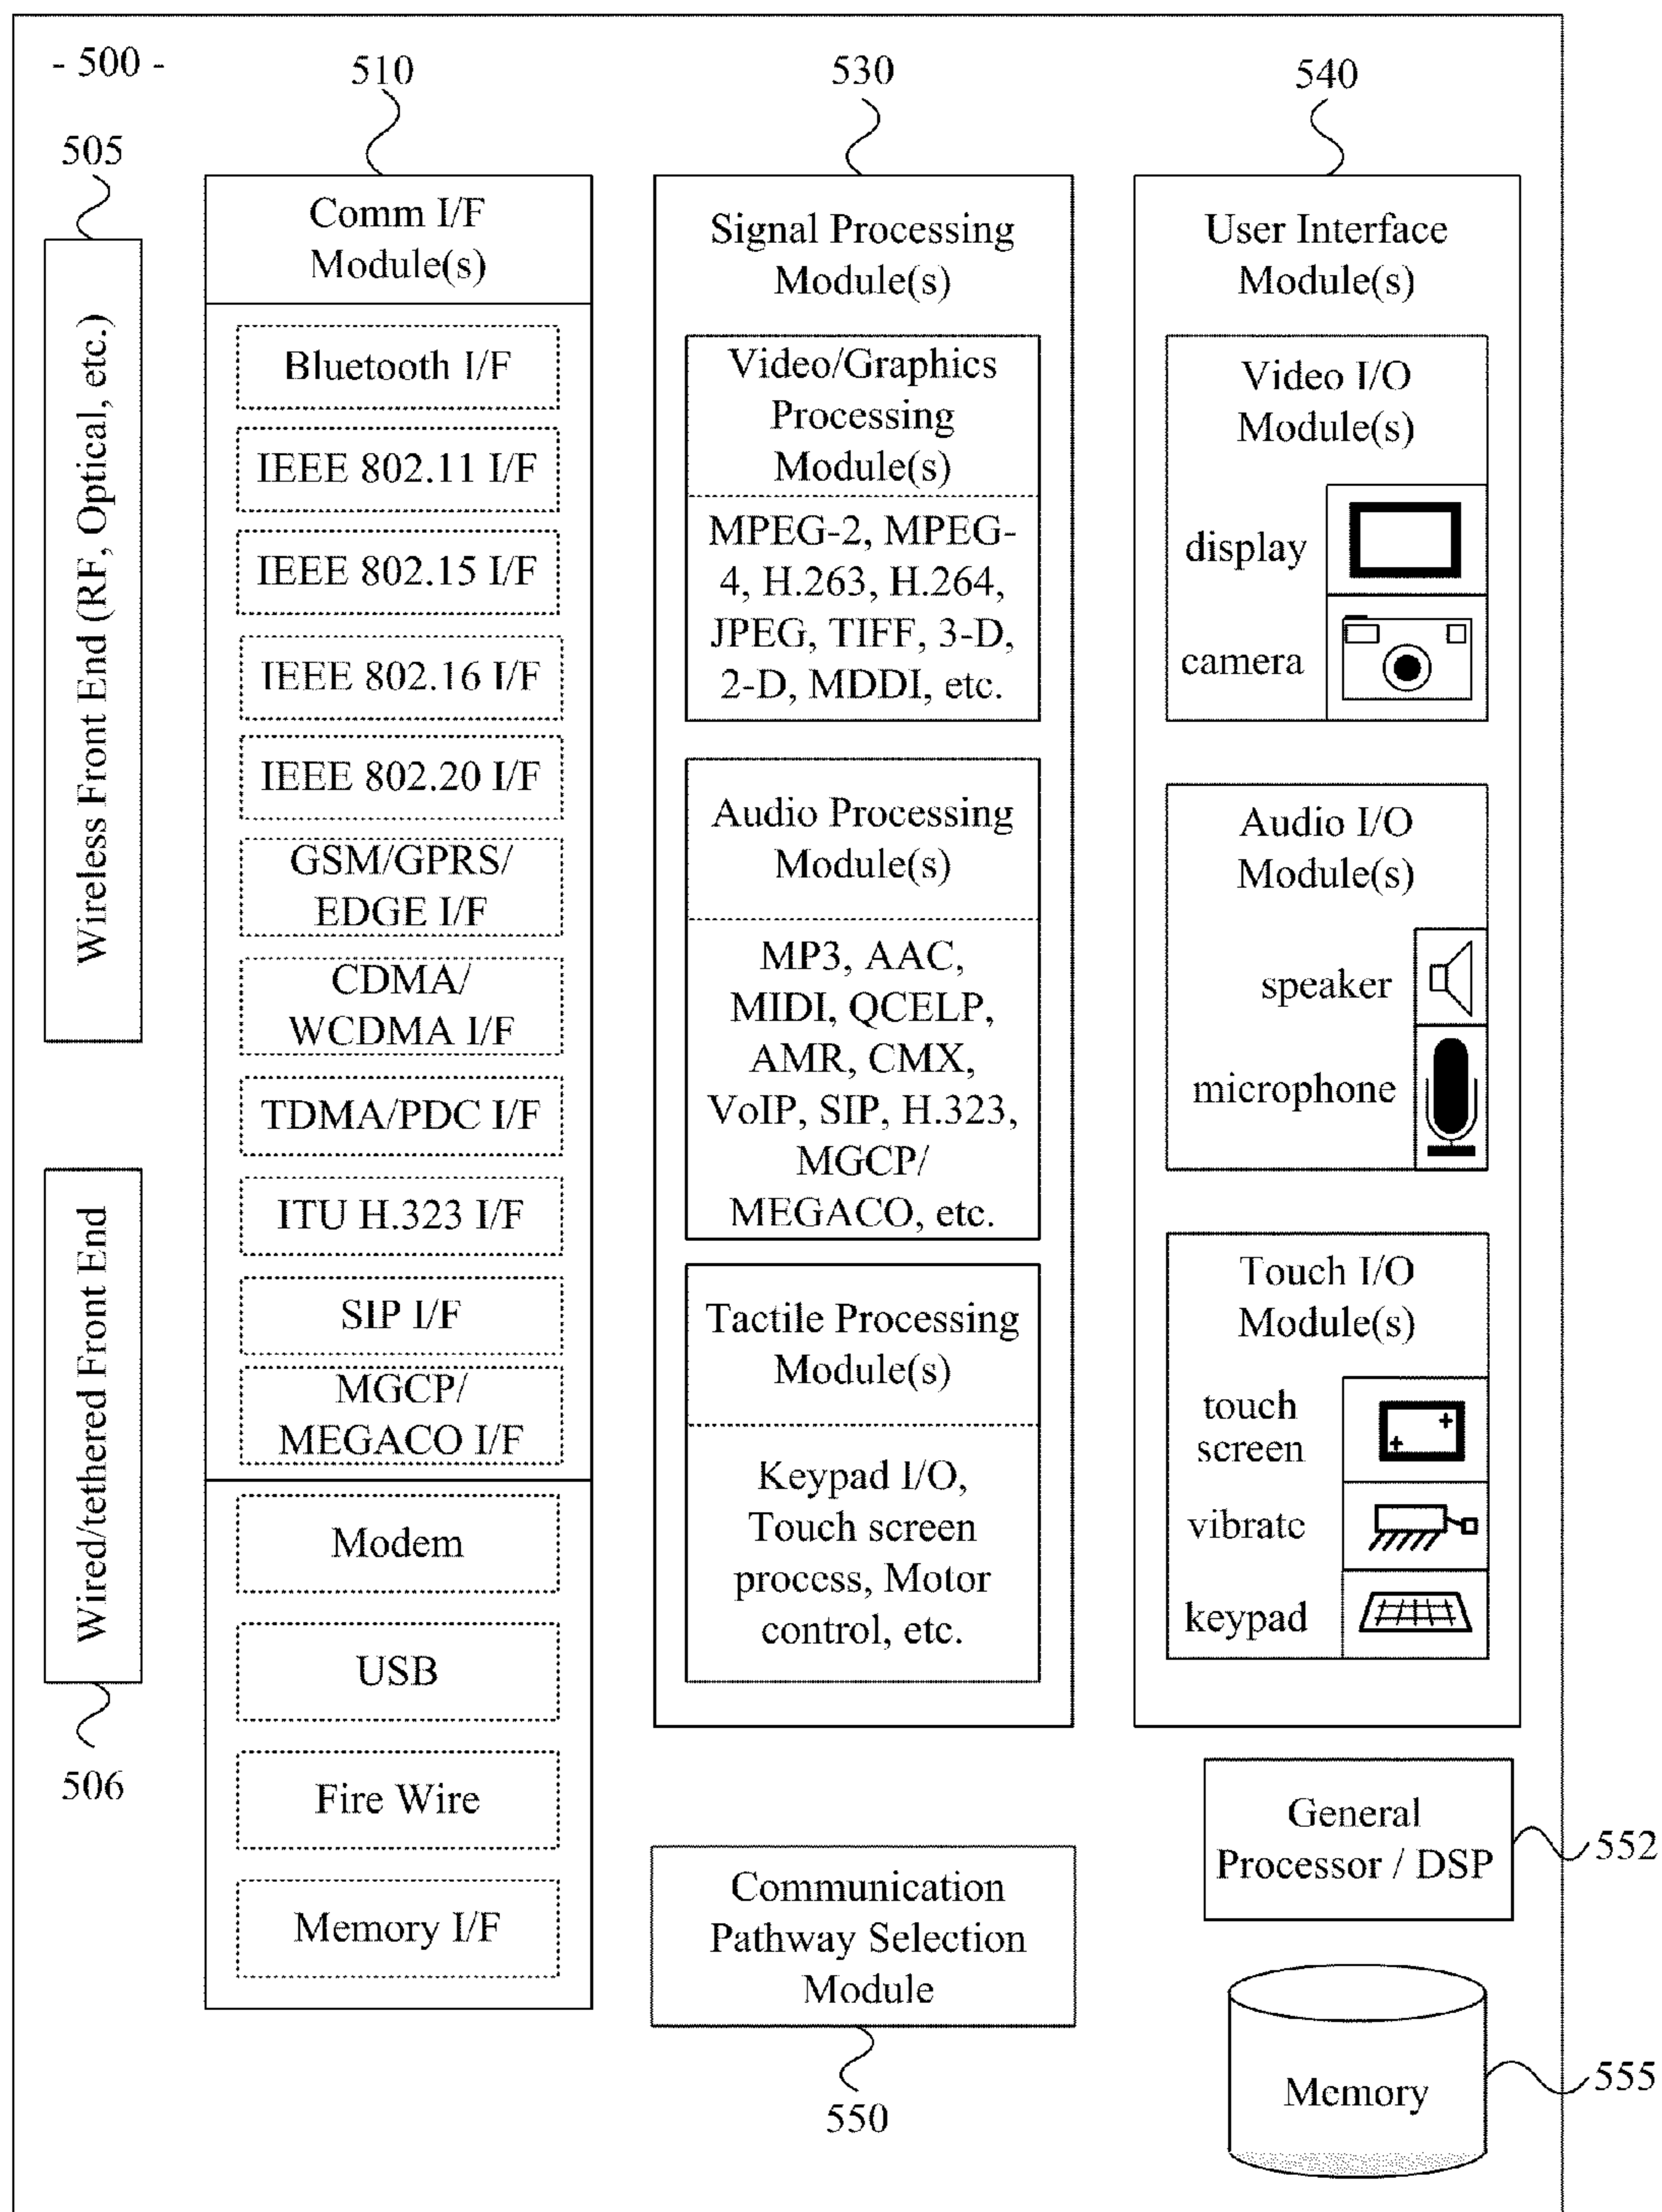 - 500 -
510
530
540
505
Wireless Front End (RF, Optical, etc.)
Wired/tethered Front End
506
Comm I/F
Module(s)
Bluetooth I/F
IEEE 802.11 I/F
IEEE 802.15 I/F
IEEE 802.16 I/F
IEEE 802.20 I/F
GSM/GPRS/
EDGE I/F
CDMA/
WCDMA I/F
TDMA/PDC I/F
ITU H.323 I/F
SIP I/F
MGCP/
MEGACO I/F
Modem
USB
Fire Wire
Memory I/F
Signal Processing
Module(s)
Video/Graphics
Processing
Module(s)
MPEG-2, MPEG-
4, H.263, H.264,
JPEG, TIFF, 3-D,
2-D, MDDI, etc.
Audio Processing
Module(s)
MP3, AAC,
MIDI, QCELP,
AMR, CMX,
VoIP, SIP, H.323,
MGCP/
MEGACO, etc.
Tactile Processing
Module(s)
Keypad I/O,
Touch screen
process, Motor
control, etc.
Communication
Pathway Selection
Module
550
User Interface
Module(s)
Video I/O
Module(s)
display
camera
Audio I/O
Module(s)
speaker
microphone
Touch I/O
Module(s)
touch
screen
vibrate
keypad
General
Processor / DSP
552
Memory
555